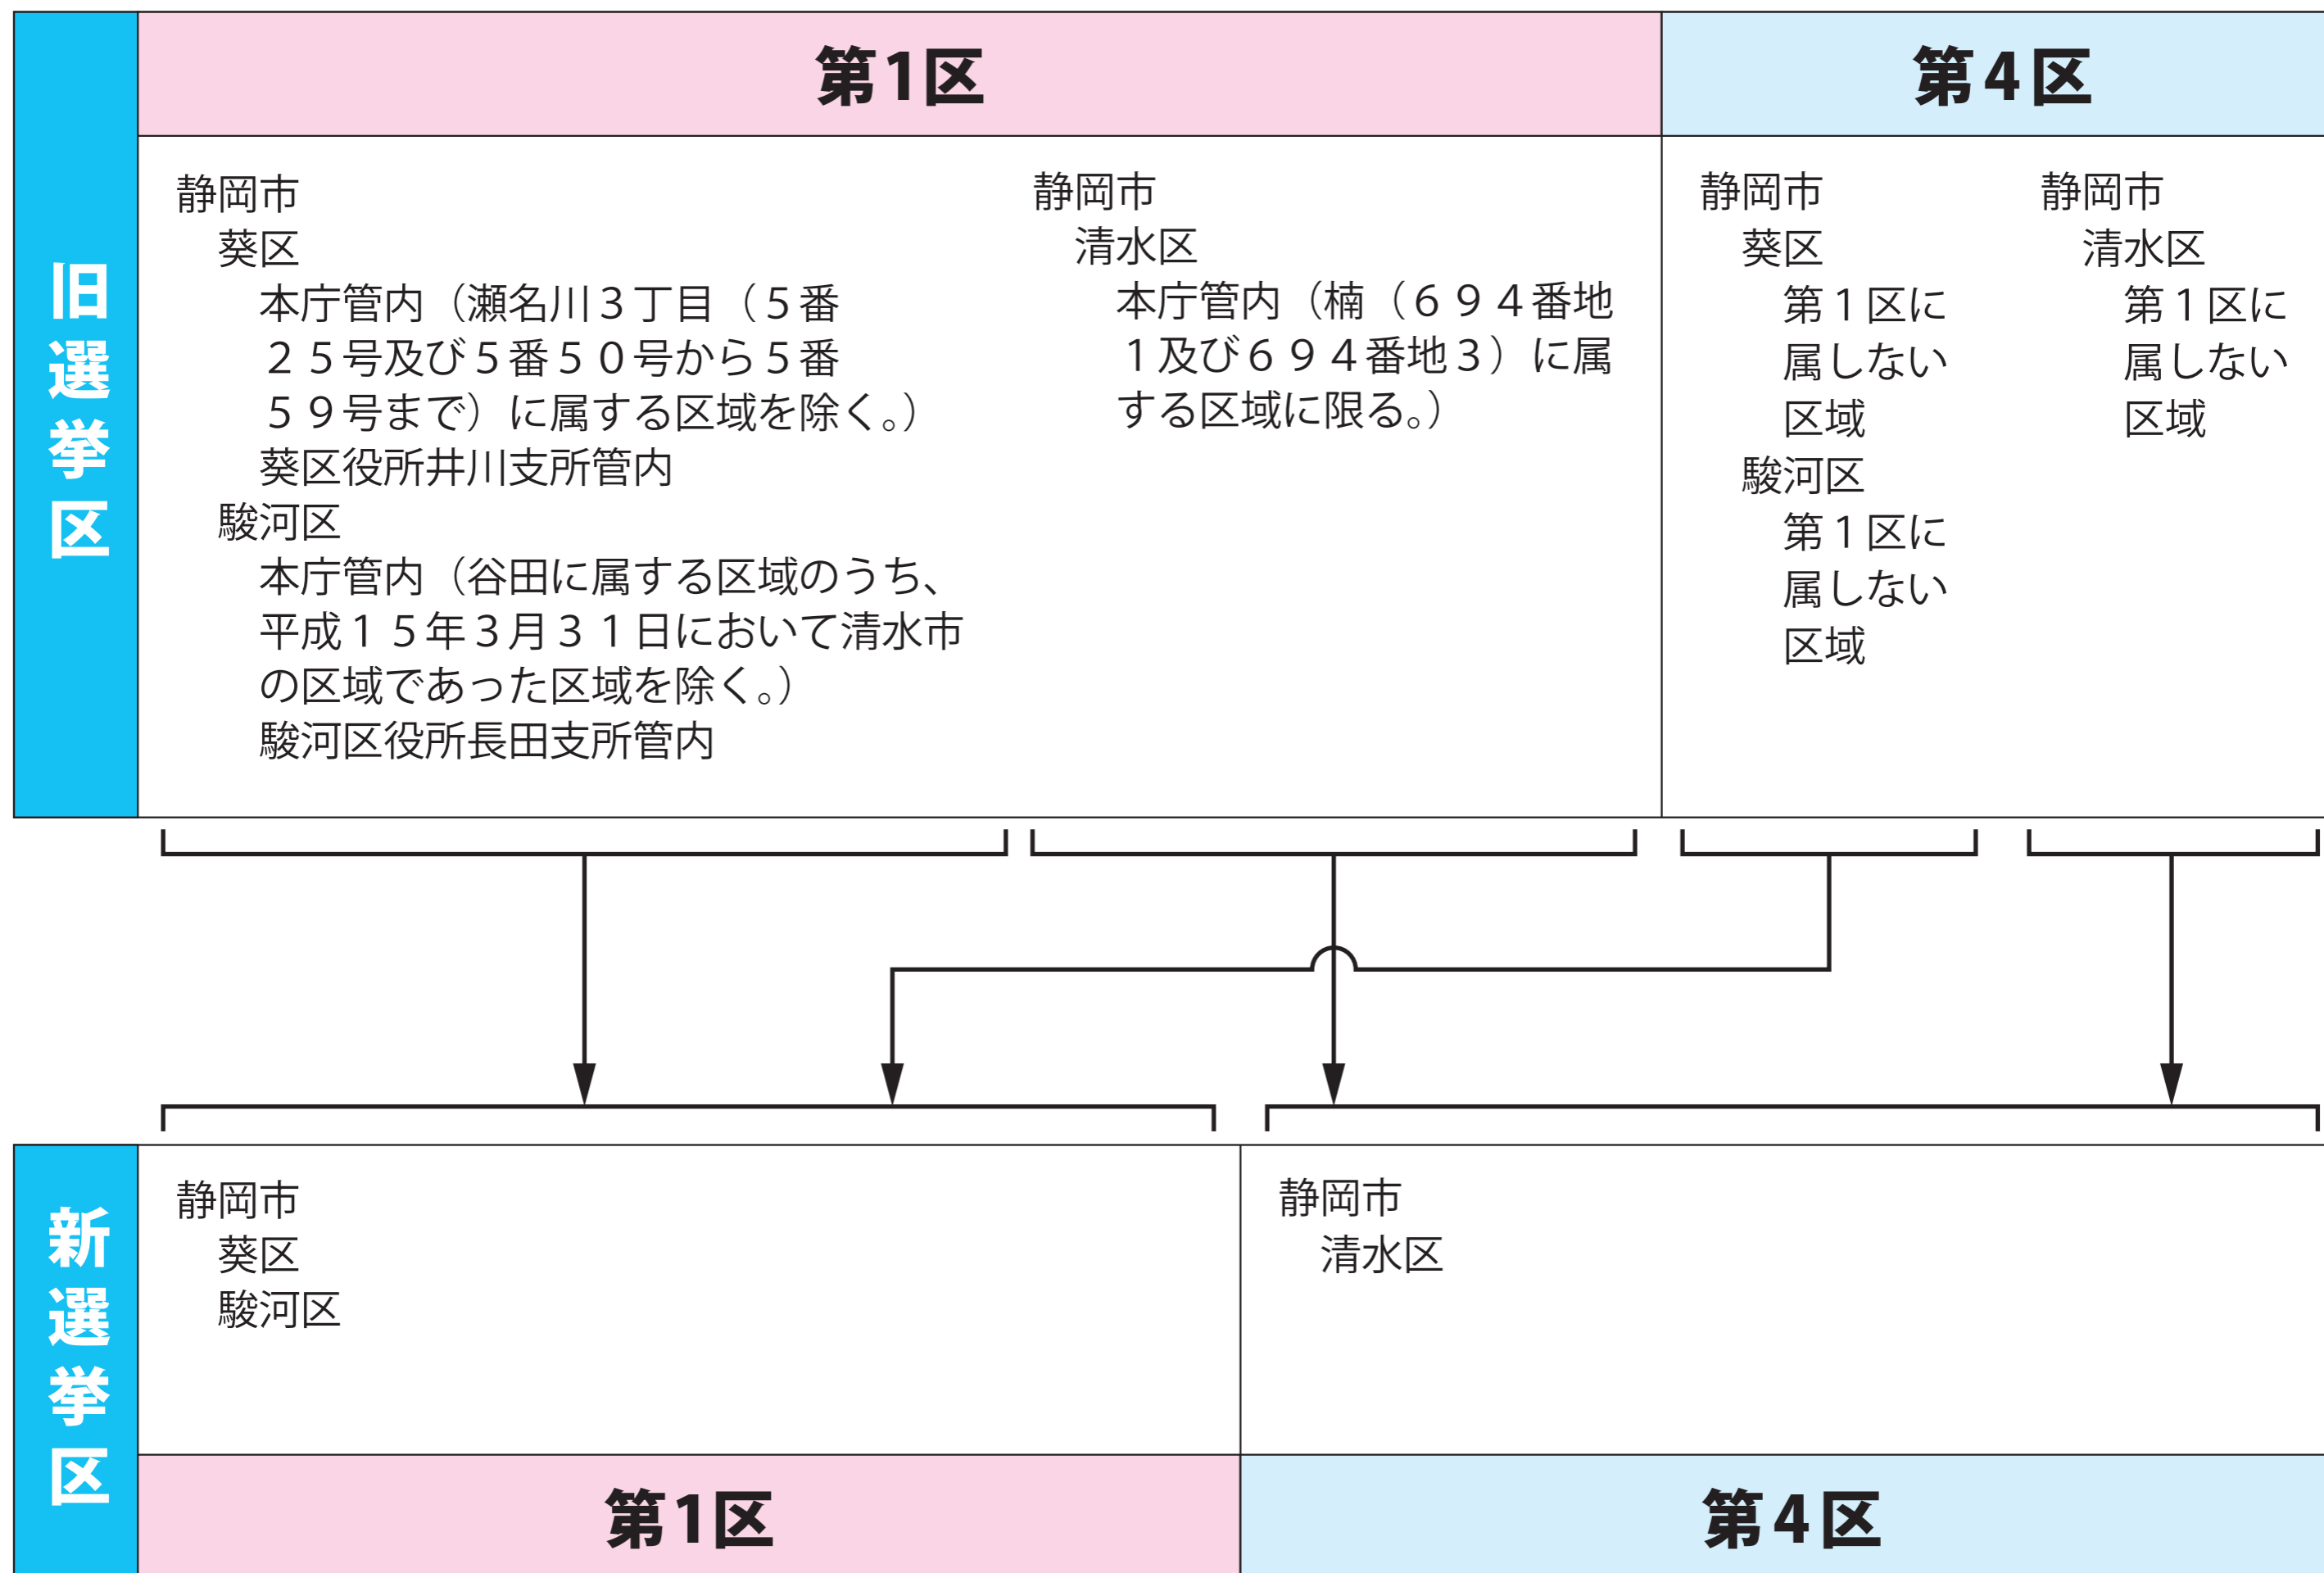 旧選挙区
第1区
静岡市
葵区
本庁管内（瀬名川３丁目（５番
２５号及び５番５０号から５番
５９号まで）に属する区域を除く。）
葵区役所井川支所管内
駿河区
本庁管内（谷田に属する区域のうち、
平成１５年３月３１日において清水市
の区域であった区域を除く。）
駿河区役所長田支所管内
静岡市
清水区
本庁管内（楠（６９４番地
１及び６９４番地３）に属
する区域に限る。）
第4区
静岡市
葵区
第１区に
属しない
区域
駿河区
第１区に
属しない
区域
静岡市
清水区
第１区に
属しない
区域
新選挙区
静岡市
葵区
駿河区
第1区
静岡市
清水区
第4区